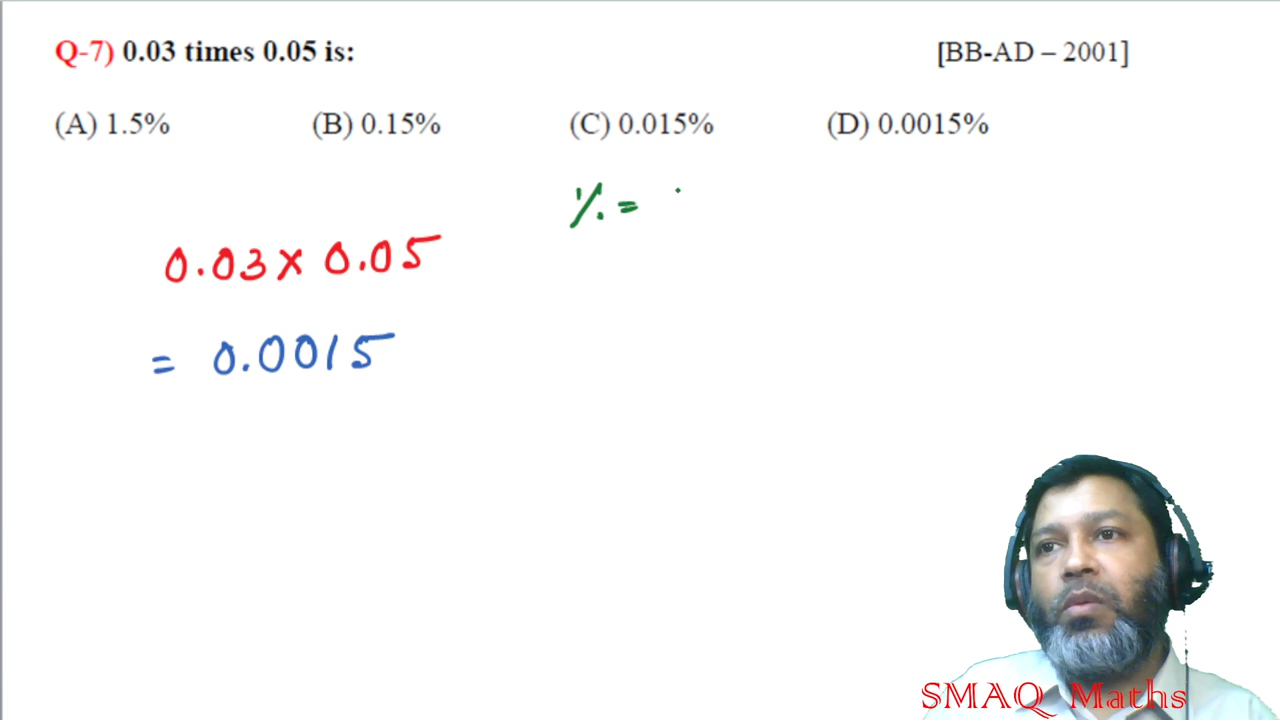 Q-7) 0.03 times 0.05 is: [BB-AD – 2001]
(A) 1.5% (B) 0.15% (C) 0.015% (D) 0.0015%
% =
0.03 × 0.05
= 0.0015
SMAQ Maths